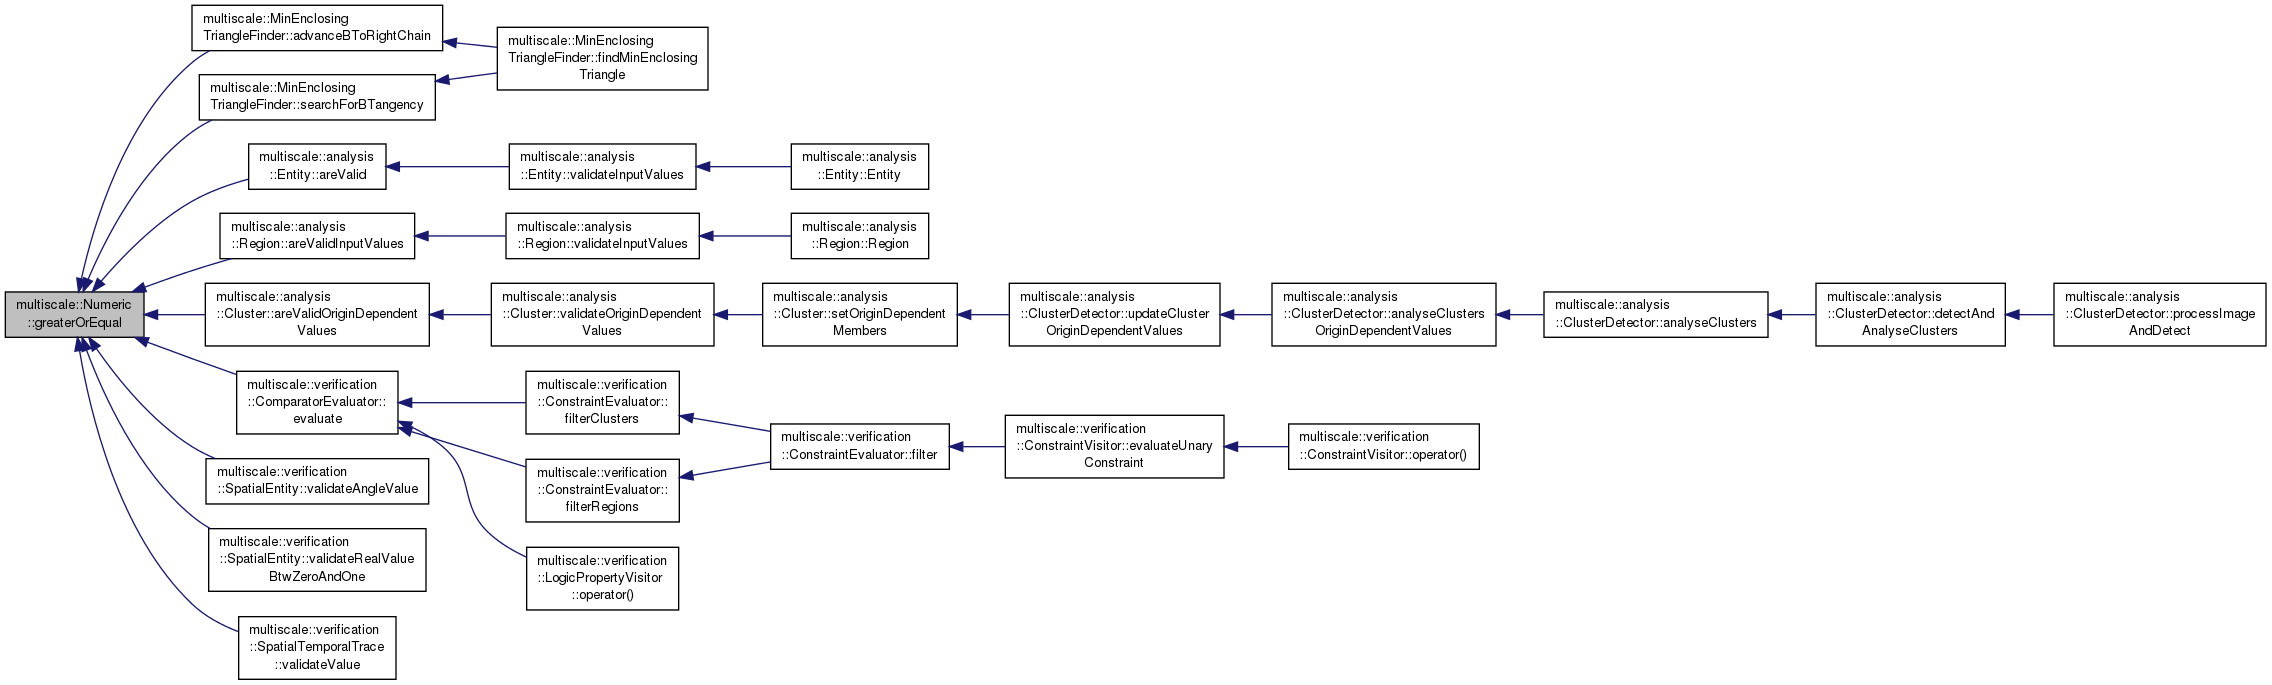 multiscale::MinEnclosing
TriangleFinder::advanceBToRightChain
multiscale::MinEnclosing
TriangleFinder::findMinEnclosing
Triangle
multiscale::MinEnclosing
TriangleFinder::searchForBTangency
multiscale::analysis
::Entity::areValid
multiscale::analysis
::Entity::validateInputValues
multiscale::analysis
::Entity::Entity
multiscale::analysis
::Region::areValidInputValues
multiscale::analysis
::Region::validateInputValues
multiscale::analysis
::Region::Region
multiscale::Numeric
::greaterOrEqual
multiscale::analysis
::Cluster::areValidOriginDependent
Values
multiscale::analysis
::Cluster::validateOriginDependent
Values
multiscale::analysis
::Cluster::setOriginDependent
Members
multiscale::analysis
::ClusterDetector::updateCluster
OriginDependentValues
multiscale::analysis
::ClusterDetector::analyseClusters
OriginDependentValues
multiscale::analysis
::ClusterDetector::analyseClusters
multiscale::analysis
::ClusterDetector::detectAnd
AnalyseClusters
multiscale::analysis
::ClusterDetector::processImage
AndDetect
multiscale::verification
::ComparatorEvaluator::
evaluate
multiscale::verification
::ConstraintEvaluator::
filterClusters
multiscale::verification
::ConstraintEvaluator::filter
multiscale::verification
::ConstraintVisitor::evaluateUnary
Constraint
multiscale::verification
::ConstraintVisitor::operator()
multiscale::verification
::SpatialEntity::validateAngleValue
multiscale::verification
::ConstraintEvaluator::
filterRegions
multiscale::verification
::SpatialEntity::validateRealValue
BtwZeroAndOne
multiscale::verification
::LogicPropertyVisitor
::operator()
multiscale::verification
::SpatialTemporalTrace
::validateValue